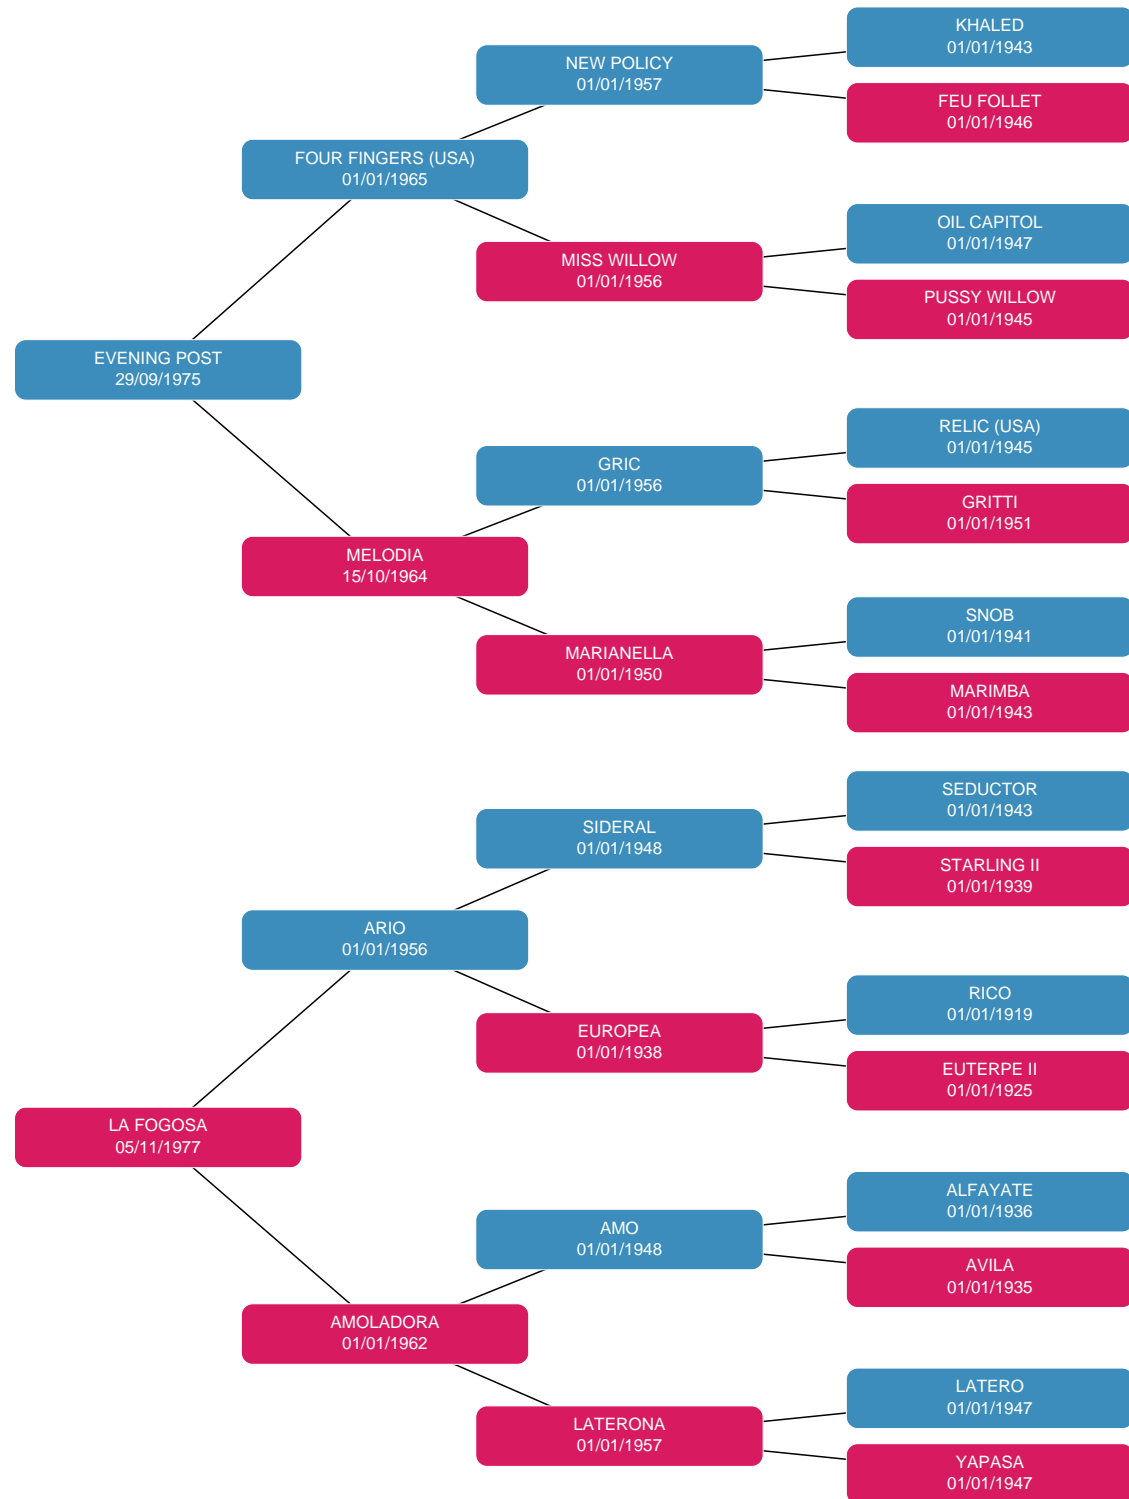 KHALED
01/01/1943
NEW POLICY
01/01/1957
FEU FOLLET
01/01/1946
FOUR FINGERS (USA)
01/01/1965
OIL CAPITOL
01/01/1947
MISS WILLOW
01/01/1956
PUSSY WILLOW
01/01/1945
EVENING POST
29/09/1975
RELIC (USA)
01/01/1945
GRIC
01/01/1956
GRITTI
01/01/1951
MELODIA
15/10/1964
SNOB
01/01/1941
MARIANELLA
01/01/1950
MARIMBA
01/01/1943
SEDUCTOR
01/01/1943
SIDERAL
01/01/1948
STARLING II
01/01/1939
ARIO
01/01/1956
RICO
01/01/1919
EUROPEA
01/01/1938
EUTERPE II
01/01/1925
LA FOGOSA
05/11/1977
ALFAYATE
01/01/1936
AMO
01/01/1948
AVILA
01/01/1935
AMOLADORA
01/01/1962
LATERO
01/01/1947
LATERONA
01/01/1957
YAPASA
01/01/1947